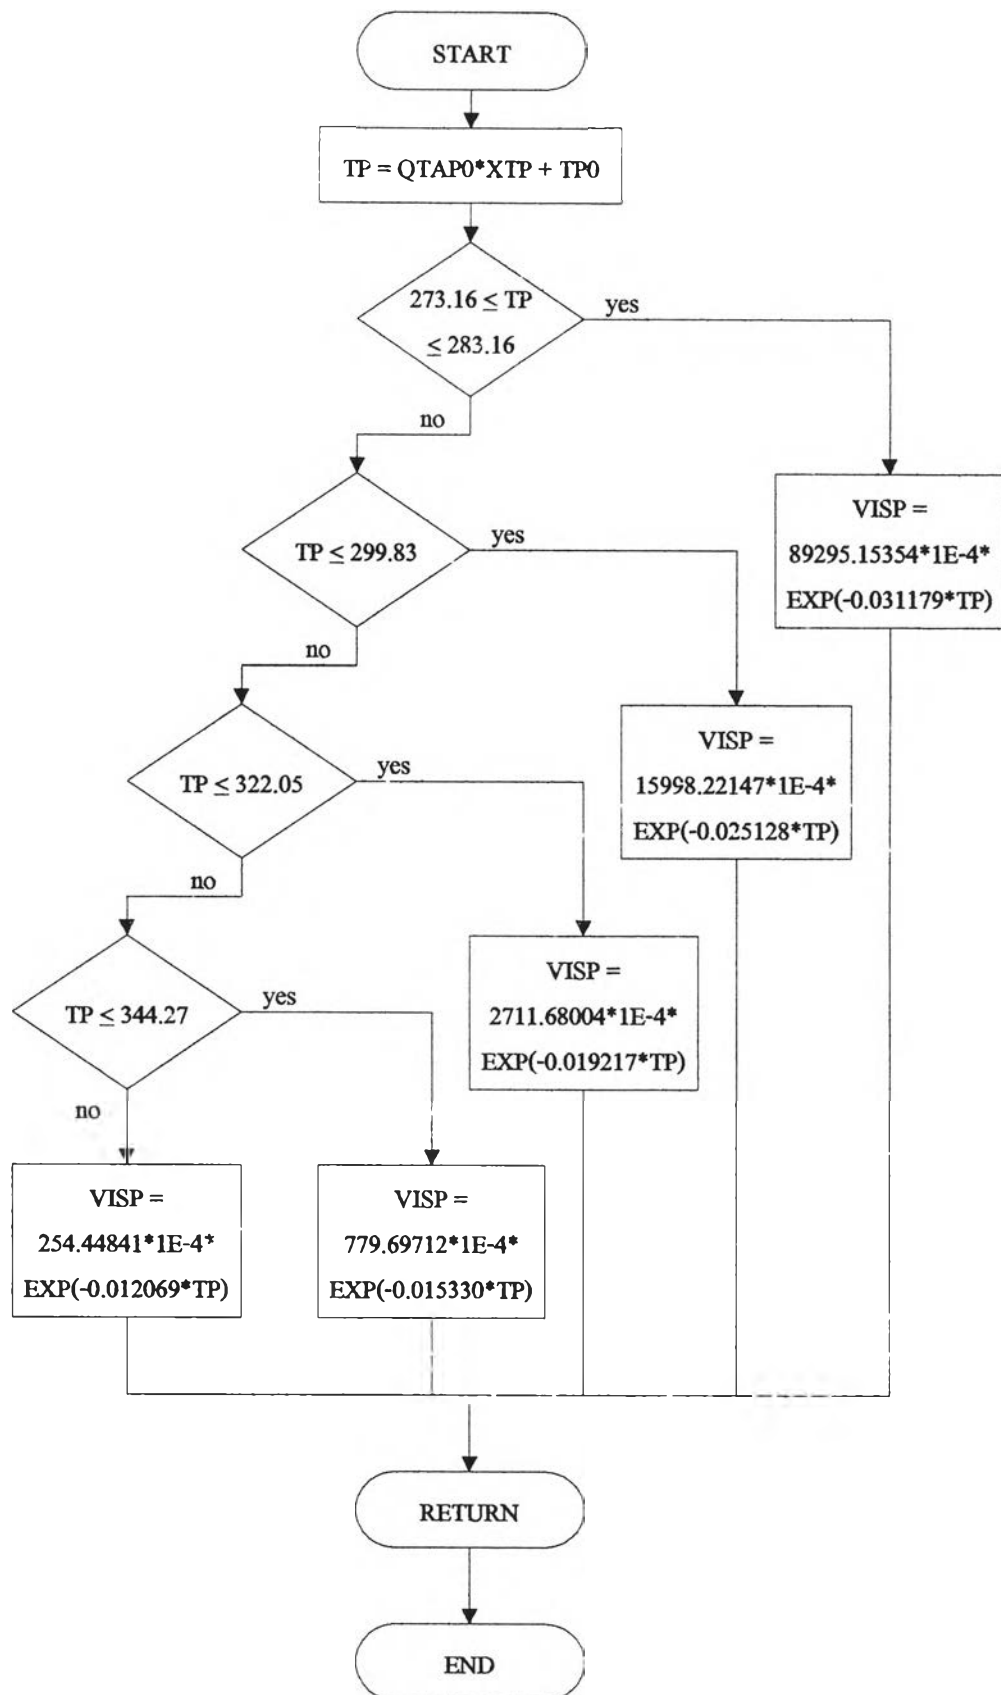 START
TP = QTAP0*XTP + TP0
273.16 ≤ TP
≤ 283.16
yes
no
VISP =
89295.15354*1E-4*
EXP(-0.031179*TP)
TP ≤ 299.83
yes
no
VISP =
15998.22147*1E-4*
EXP(-0.025128*TP)
TP ≤ 322.05
yes
no
VISP =
2711.68004*1E-4*
EXP(-0.019217*TP)
TP ≤ 344.27
yes
no
VISP =
254.44841*1E-4*
EXP(-0.012069*TP)
VISP =
779.69712*1E-4*
EXP(-0.015330*TP)
RETURN
END